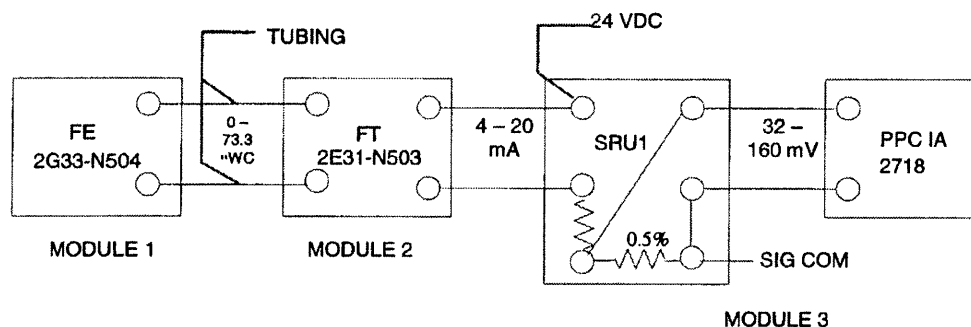 24 VDC
TUBING
FE
2G33-N504
0 –
73.3
"WC
FT
2E31-N503
4 – 20
mA
SRU1
32 –
160 mV
PPC IA
2718
0.5%
SIG COM
MODULE 1
MODULE 2
MODULE 3